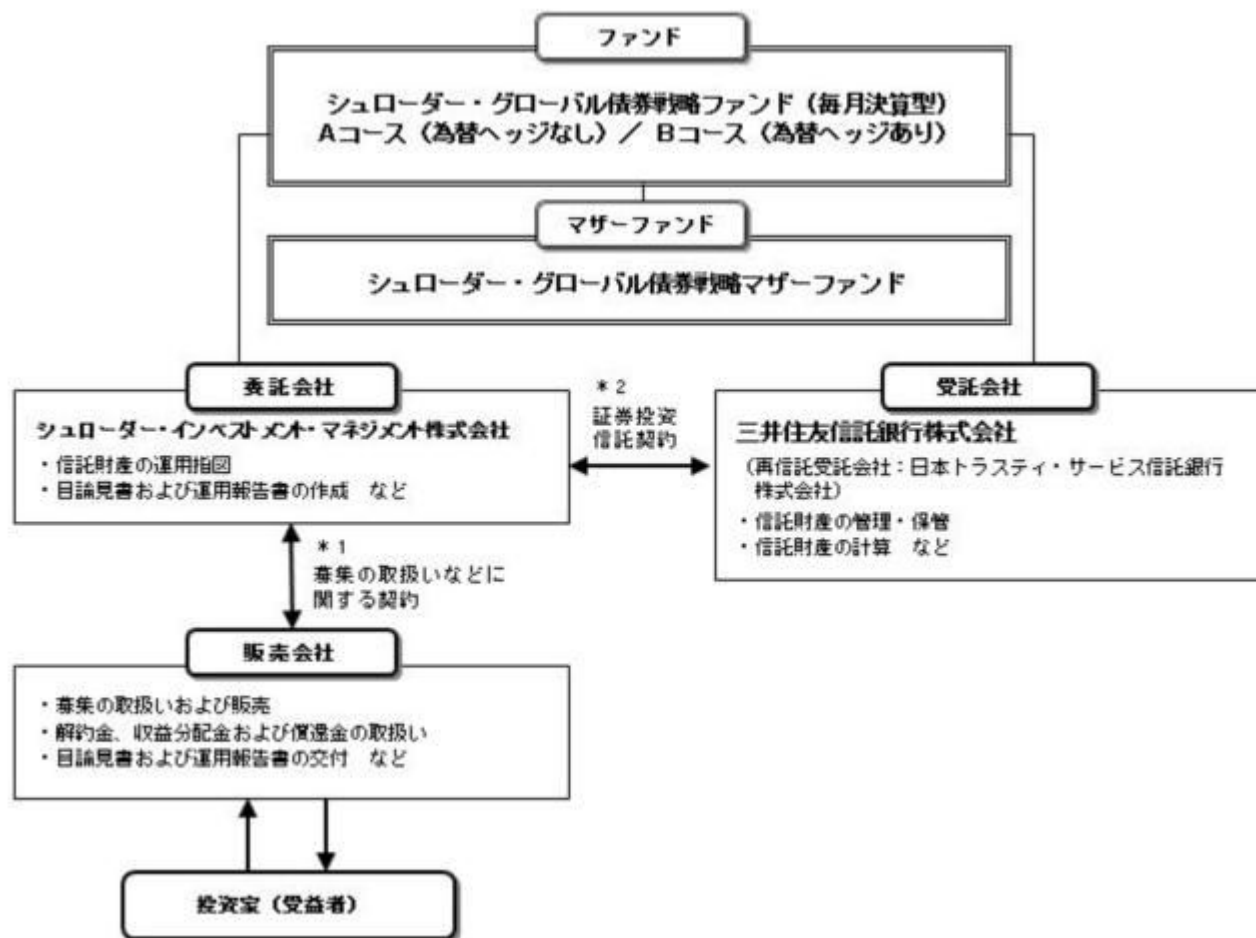 ファンド
シュローダー・グローバル債券戦略ファンド（毎月決算型）
Aコース（為替ヘッジなし）／ Bコース（為替ヘッジあり）
マザーファンド
シュローダー・グローバル債券戦略マザーファンド
委託会社
シュローダー・インベストメント・マネジメント株式会社
・信託財産の運用指図
・目論見書および運用報告書の作成　など
＊２
証券投資
信託契約
受託会社
三井住友信託銀行株式会社
（再信託受託会社：日本トラスティ・サービス信託銀行
株式会社）
・信託財産の管理・保管
・信託財産の計算　など
＊１
募集の取扱いなどに
関する契約
販売会社
・募集の取扱いおよび販売
・解約金、収益分配金および償還金の取扱い
・目論見書および運用報告書の交付　など
投資家（受益者）